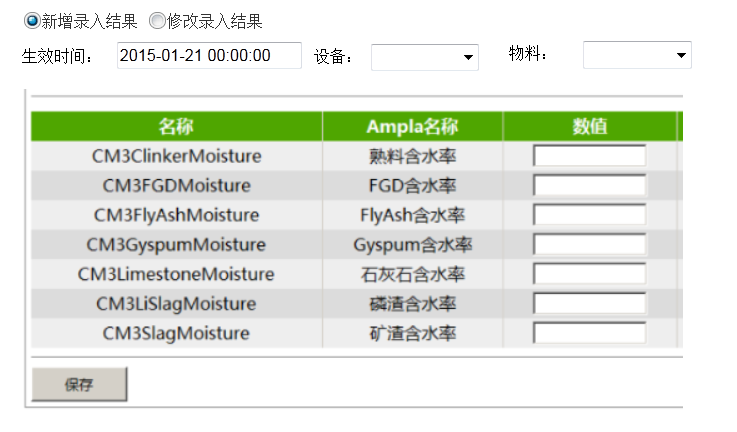 新增录入结果 修改录入结果
生效时间： 2015-01-21 00:00:00 设备： 物料：
名称 Ampla名称 数值
CM3ClinkerMoisture 熟料含水率
CM3FGDMoisture FGD含水率
CM3FlyAshMoisture FlyAsh含水率
CM3GyspumMoisture Gyspum含水率
CM3LimestoneMoisture 石灰石含水率
CM3LiSlagMoisture 磷渣含水率
CM3SlagMoisture 矿渣含水率
保存